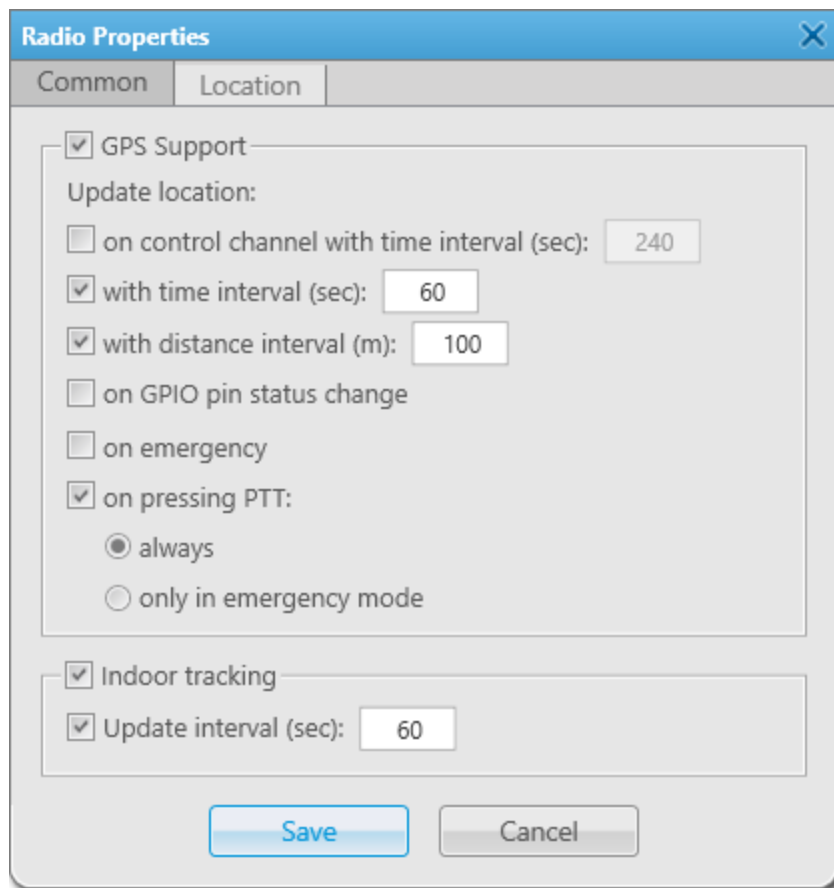 Radio Properties
Common Location
GPS Support
Update location:
on control channel with time interval (sec): 240
with time interval (sec): 60
with distance interval (m): 100
on GPIO pin status change
on emergency
on pressing PTT:
always
only in emergency mode
Indoor tracking
Update interval (sec): 60
Save Cancel